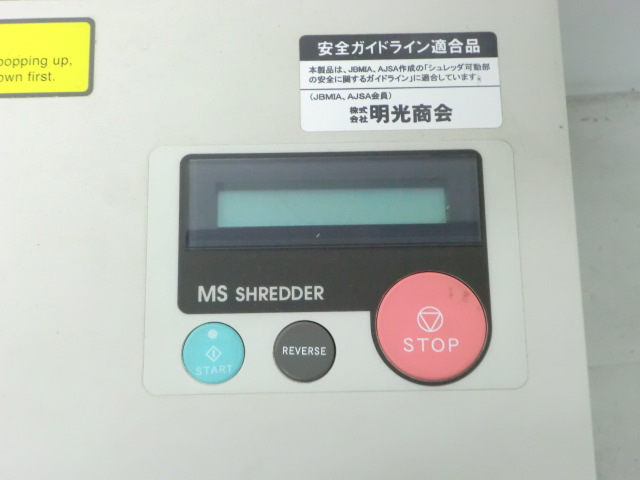 popping up,
own first.
安全ガイドライン適合品
本製品は、JBMIA、AJSA作成の「シュレッダ可動部
の安全に関するガイドライン」に適合しています。
(JBMIA、AJSA会員)
株式会社 明光商会
MS SHREDDER
START
REVERSE
STOP